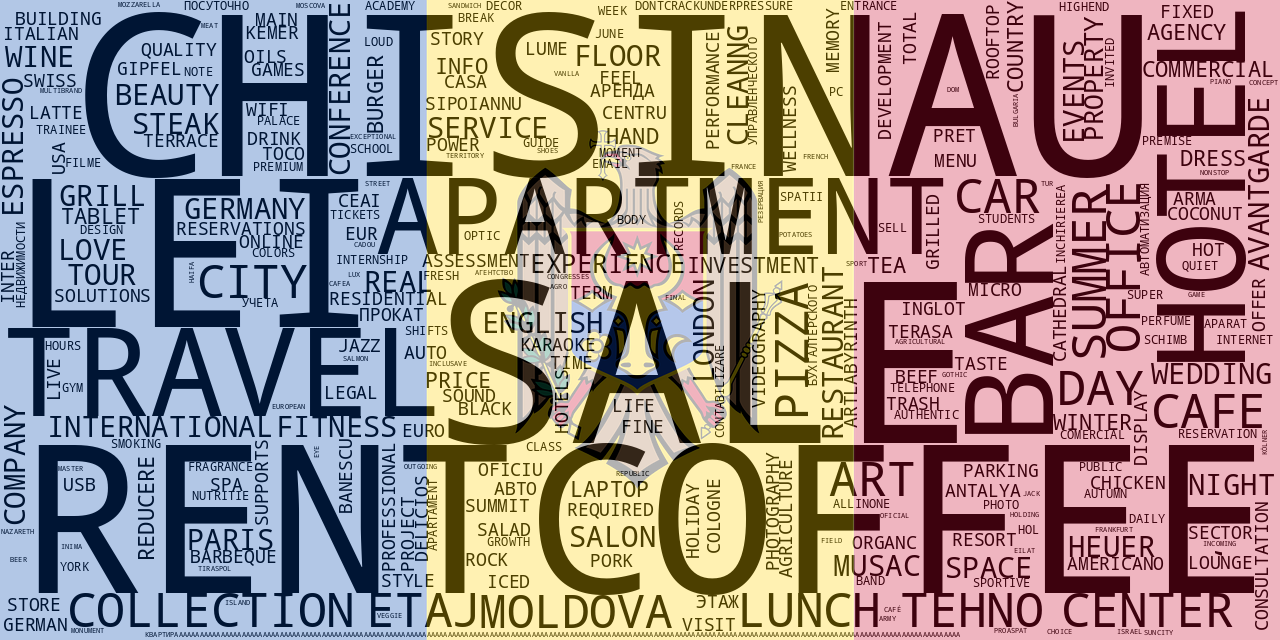 MOZZARELLA ПОСУТОЧНО MOSCOVA ACADEMY SANDWICH DECOR WEEK DONTCRACKUNDERPRESSURE ENTRANCE HIGHEND
BUILDING MEAT MAIN BREAK FIXED
ITALIAN KEMER LOUD STORY JUNE AGENCY
CHISINAU
WINE QUALITY OILS LUME FLOOR
GIPFEL NOTE GAMES INFO VANILLA FEEL COMMERCIAL
SWISS CASA АРЕНДА PC PIANO CONCEPT
MULTIBRAND BEAUTY DOM
ESPRESSO CONFERENCE BURGER PERFORMANCE CLEANNG УПРАВЛЕНЧЕСКОГО WELLNESS MEMORY DEVELOPMENT TOTAL ROOFTOP COUNTRY BULGARIA EVENTS PROPERTY INVITED
LATTE WIFI SIPOIANNU CENTRU
TRAINEE STEAK PALACE SERVICE HAND PRET
TERRACE DRINK EXCEPTIONAL POWER GUIDE PREMISE
USA FILME TOCO SCHOOL TERRITORY SHOES MOMENT MENU DRESS
PREMIUM EMAIL FRANCE FRENCH NONSTOP
LEI APARTMENT HOTEL
GRILL STREET CAR TUR ARMA
TABLET GERMANY CEAI SPATII STUDENTS COCONUT
DESIGN RESERVATIONS TICKETS BODY SELL
LOVE ONLINE EUR OPTIC POTATOES HOT
TOUR COLORS CADOU QUIET
CITY INTERNSHIP ASSESSMENT EXPERIENCE INVESTMENT SPORT TEA
SOLUTIONS LUX REAL FRESH CONGRESSES
УЧЕТА CAFEA AGRO TERM FINAL MICRO SUPER GAME
RESIDENTIAL
ПРОКАТ
INTER НЕДВИЖИМОСТИ HAIFA RECORDS РЕЗЕРВАЦИЯ GRILLED INCHIRIEREA CATHEDRAL SUMMER OFFICE АВТОМАТИЗАЦИЯ AVANTGARDE OFFER
TRAVEL SALE BAR
HOURS JAZZ SHIFTS ENGLISH INGLOT PERFUME APARAT
SALMON AUTO KARAOKE TERASA SCHIMB INTERNET
LIVE GYM INCLUSAVE TIME AGRICULTURAL TASTE
LEGAL PRICE BEEF GOTHIC WEDDING
SOUND TELEPHONE DAY
EUROPEAN BLACK LIFE TRASH CAFE
HOTELS LONDON CONTABILIZARE VIDEOGRAPHY PIZZA БУХГАЛТЕРСКОГО RESTAURANT ARTLABYRINTH
INTERNATIONAL FITNESS EURO FINE AUTHENTIC WINTER
SMOKING CLASS COMERCIAL RESERVATION
COMPANY REDUCERE SUPPORTS EYE BANESCU PROFESSIONAL PROJECT DELICIOS APARTAMENT HOLIDAY COLOGNE PHOTOGRAPHY AGRICULTURE DISPLAY KÖLNER
RENT COFFEE
MASTER FRAGRANCE OUTGOING OFICIU REPUBLIC ART PARKING PUBLIC
USB SPA ABTO LAPTOP ANTALYA JACK CHICKEN NIGHT
NUTRITIE SUMMIT REQUIRED ALLINONE PHOTO AUTUMN
NAZARETH PARIS SALAD SALON OFICIAL HOLDING DAILY
INIMA BARBEQUE GROWTH FIELD ORGANC HOL FRANKFURT SECTOR
BEER YORK ROCK PORK RESORT EILAT HEUER INCOMING
TIRASPOL STYLE ICED MUSAC SPACE AMERICANO LOUNGE
BAND SPORTIVE
STORE COLLECTION ISLAND ET AJ MOLDOVA ЭТАЖ LUNCH CAFÉ TEHNO CENTER CONSULTATION
GERMAN MONUMENT VEGGIE VISIT ARMY
PROASPAT CHOICE ISRAEL SUNCITY